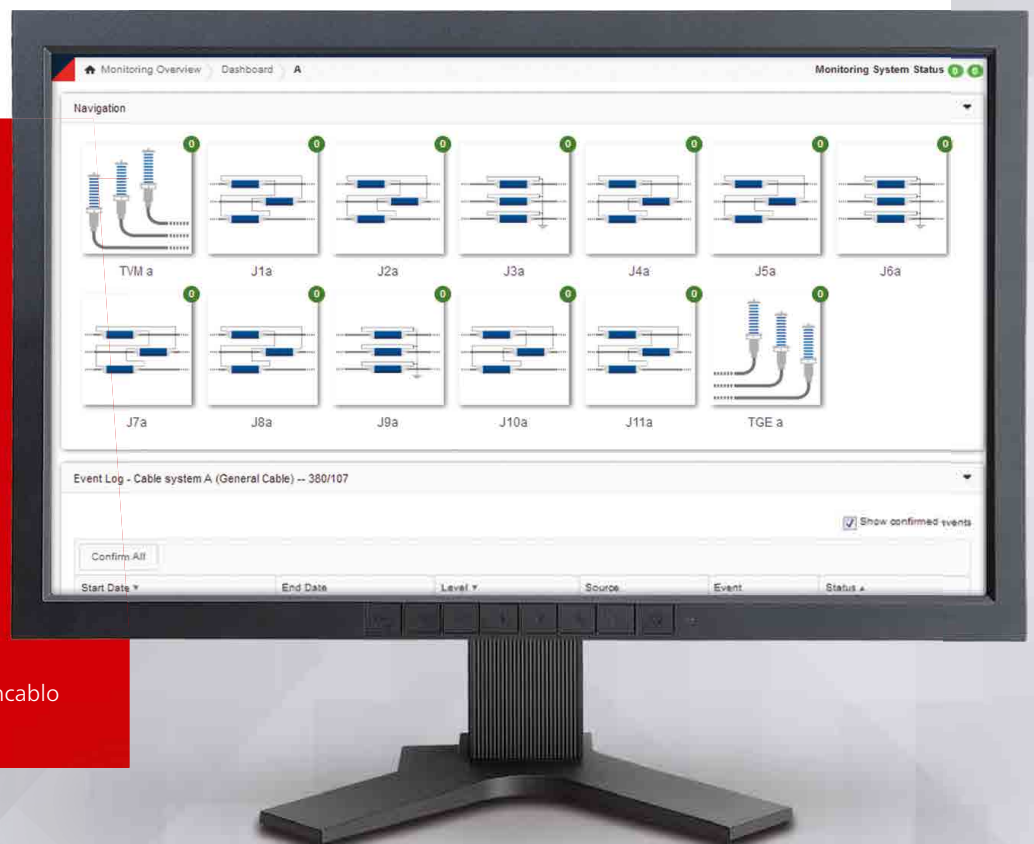 Monitoring Overview Dashboard A Monitoring System Status 0 0
Navigation
0 0 0 0 0 0 0
TVM a J1a J2a J3a J4a J5a J6a
0 0 0 0 0 0
J7a J8a J9a J10a J11a TGE a
Event Log - Cable system A (General Cable) -- 380/107
Show confirmed events
Confirm All
Start Date End Date Level Source Event Status
ncablo